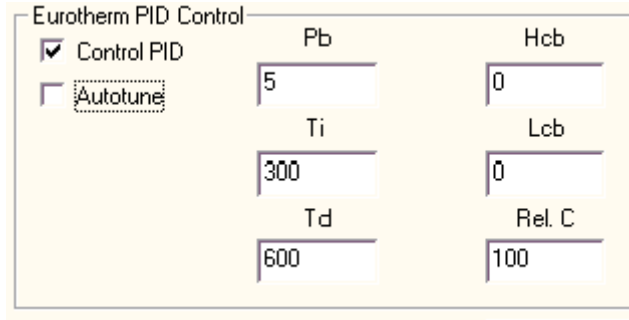 Eurotherm PID Control
Control PID
Autotune
Pb
5
Ti
300
Td
600
Hcb
0
Lcb
0
Rel. C
100